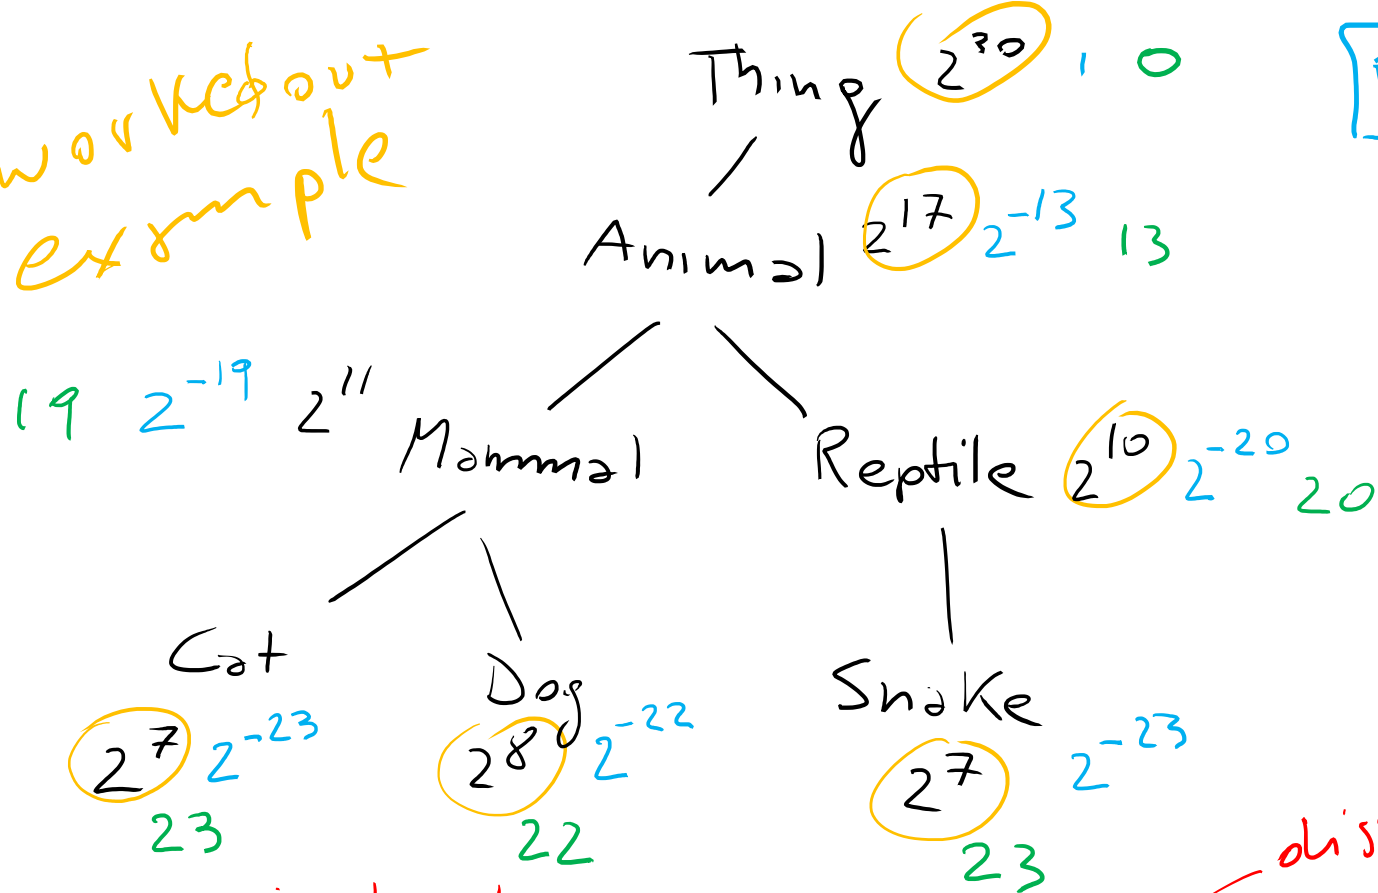 workedout
example
Thing 2^30 1 0
Animal 2^17 2^-13 13
19 2^-19 2^11 Mammal
Reptile 2^10 2^-20 20
Cat
Dog
Snake
2^7 2^-23
2^8 2^-22
2^7 2^-23
23
22
23